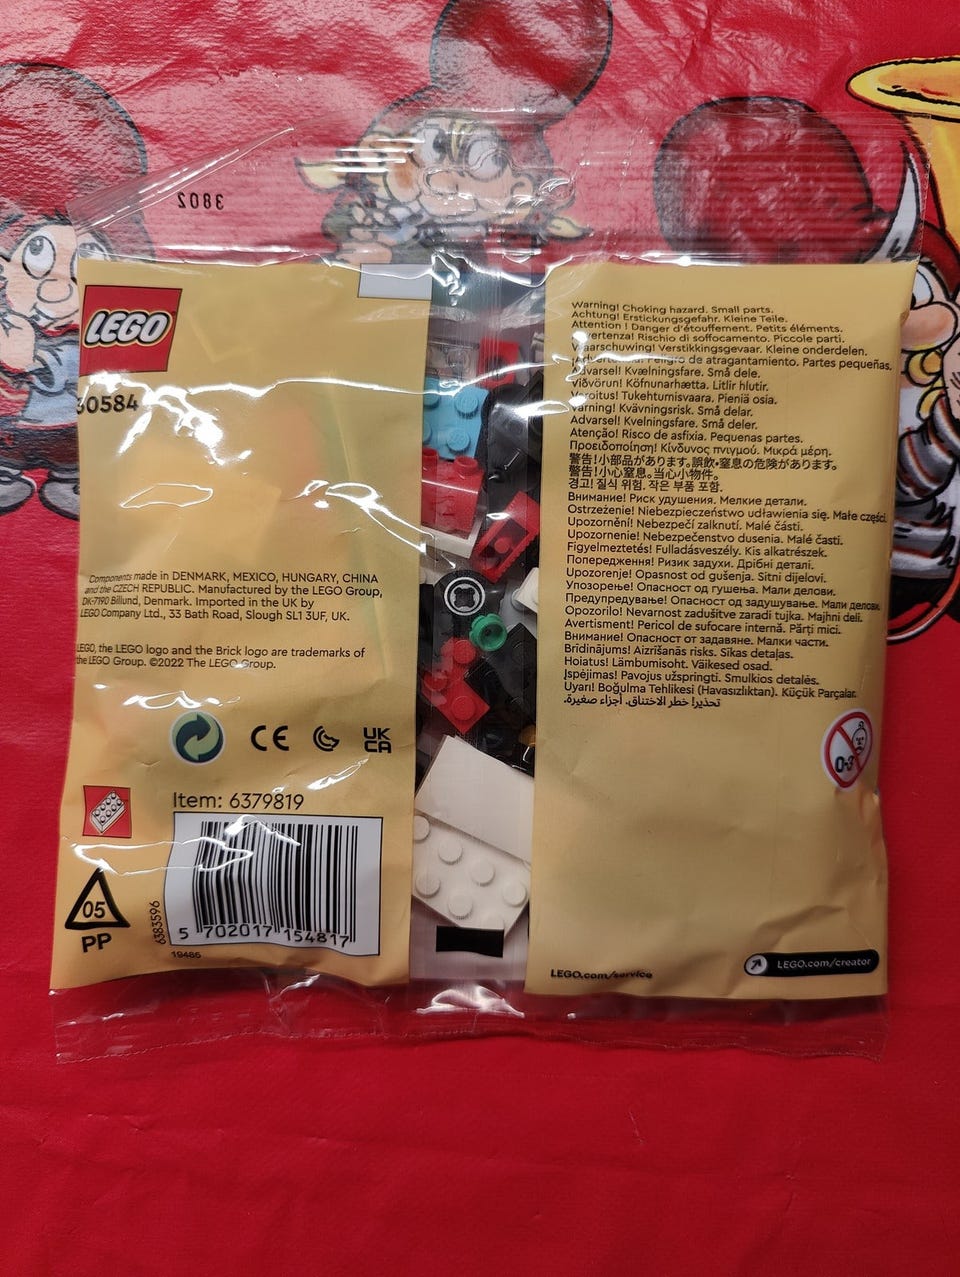 3802
LEGO
30584
Components made in DENMARK, MEXICO, HUNGARY, CHINA
and the CZECH REPUBLIC. Manufactured by the LEGO Group,
DK-7190 Billund, Denmark. Imported in the UK by
LEGO Company Ltd., 33 Bath Road, Slough SL1 3UF, UK.
LEGO, the LEGO logo and the Brick logo are trademarks of
the LEGO Group. ©2022 The LEGO Group.
CE
UK
CA
Item: 6379819
05
PP
6383596
5 702017 154817
19486
Warning! Choking hazard. Small parts.
Achtung! Erstickungsgefahr. Kleine Teile.
Attention ! Danger d'étouffement. Petits éléments.
Avvertenza! Rischio di soffocamento. Piccole parti.
Waarschuwing! Verstikkingsgevaar. Kleine onderdelen.
Peligro de atragantamiento. Partes pequeñas.
Advarsel! Kvælningsfare. Små dele.
Viðvörun! Köfnunarhætta. Litlir hlutir.
Varoitus! Tukehtumisvaara. Pieniä osia.
Varning! Kvävningsrisk. Små delar.
Advarsel! Kvelningsfare. Små deler.
Atenção! Risco de asfixia. Pequenas partes.
Προειδοποίηση! Κίνδυνος πνιγμού. Μικρά μέρη.
警告!小部品があります。誤飲・窒息の危険があります。
警告!小心窒息。当心小物件。
경고! 질식 위험. 작은 부품 포함.
Внимание! Риск удушения. Мелкие детали.
Ostrzeżenie! Niebezpieczeństwo udławienia się. Małe części.
Upozornění! Nebezpečí zalknutí. Malé části.
Upozornenie! Nebezpečenstvo dusenia. Malé časti.
Figyelmeztetés! Fulladásveszély. Kis alkatrészek.
Попередження! Ризик задухи. Дрібні деталі.
Upozorenje! Opasnost od gušenja. Sitni dijelovi.
Упозорење! Опасност од гушења. Мали делови.
Предупредување! Опасност од задушување. Мали делови.
Opozorilo! Nevarnost zadušitve zaradi tujka. Majhni deli.
Avertisment! Pericol de sufocare internă. Părți mici.
Внимание! Опасност от задавяне. Малки части.
Brīdinājums! Aizrīšanās risks. Sīkas detaļas.
Hoiatus! Lämbumisoht. Väikesed osad.
Įspėjimas! Pavojus užspringti. Smulkios detalės.
Uyarı! Boğulma Tehlikesi (Havasızlıktan). Küçük Parçalar.
تحذير! خطر الاختناق. أجزاء صغيرة.
0-3
LEGO.com/service
LEGO.com/creator